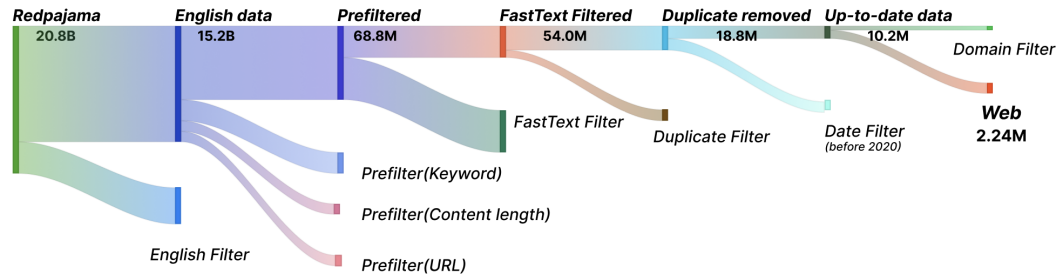 Redpajama
English data
Prefiltered
FastText Filtered
Duplicate removed
Up-to-date data
20.8B
15.2B
68.8M
54.0M
18.8M
10.2M
Domain Filter
Web
2.24M
FastText Filter
Duplicate Filter
Date Filter
(before 2020)
Prefilter(Keyword)
Prefilter(Content length)
English Filter
Prefilter(URL)